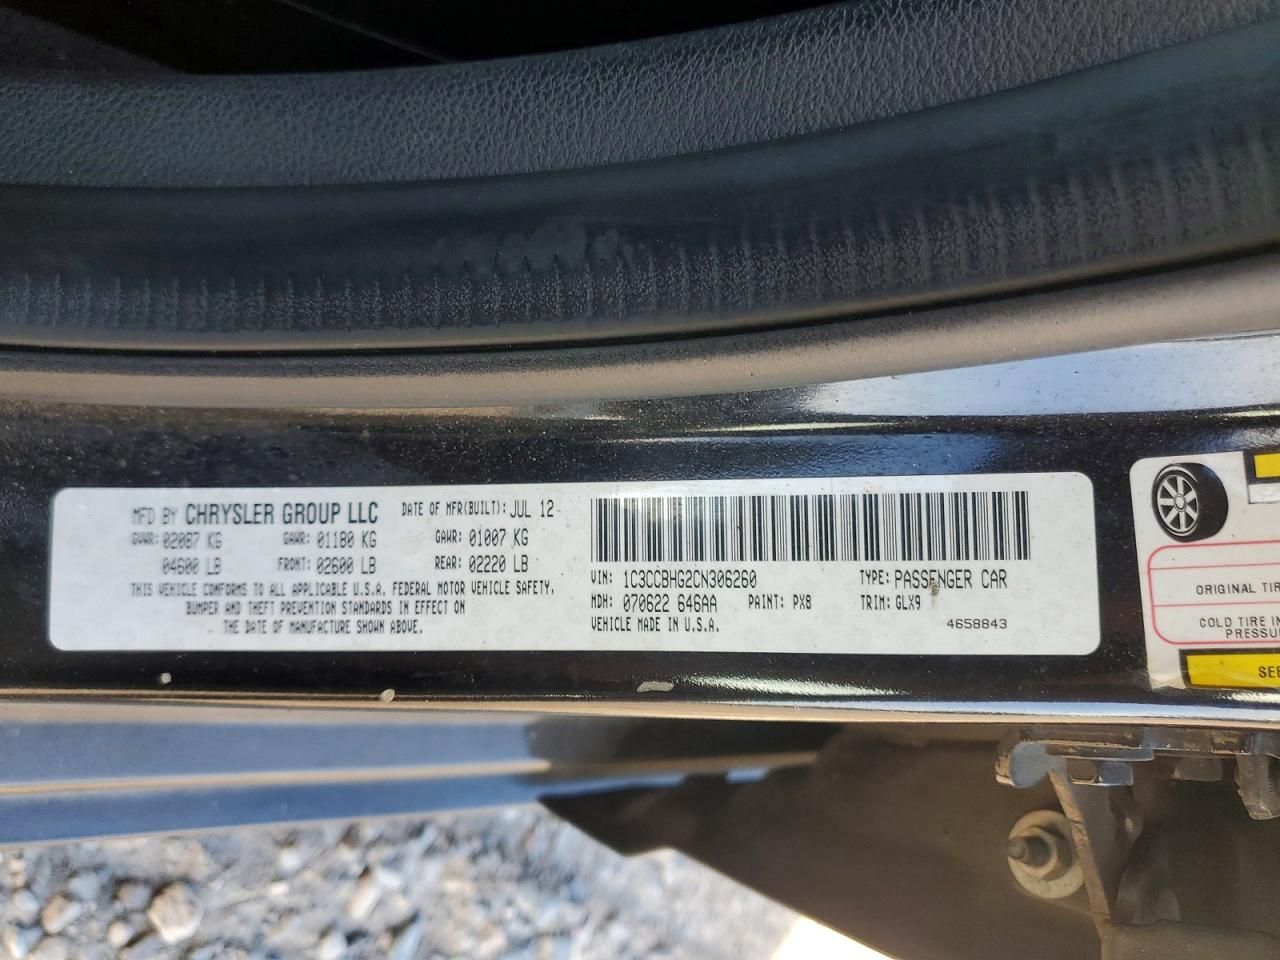 MFD BY CHRYSLER GROUP LLC DATE OF MFR(BUILT): JUL 12
GVWR: 02087 KG GAWR: 01180 KG GAWR: 01007 KG
04600 LB FRONT: 02600 LB REAR: 02220 LB
THIS VEHICLE CONFORMS TO ALL APPLICABLE U.S.A. FEDERAL MOTOR VEHICLE SAFETY,
BUMPER AND THEFT PREVENTION STANDARDS IN EFFECT ON
THE DATE OF MANUFACTURE SHOWN ABOVE.
VIN: 1C3CCBHG2CN306260 TYPE: PASSENGER CAR
MDH: 070622 646AA PAINT: PX8 TRIM: GLX9
VEHICLE MADE IN U.S.A. 4658843
ORIGINAL TIR
COLD TIRE IN
PRESSU
SEE